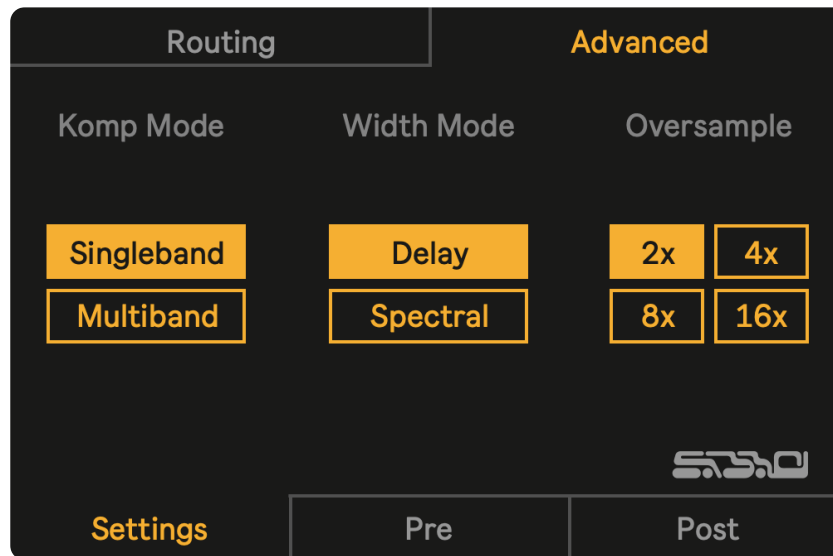 Routing Advanced
Komp Mode Width Mode Oversample
Singleband Delay 2x 4x
Multiband Spectral 8x 16x
Settings Pre Post